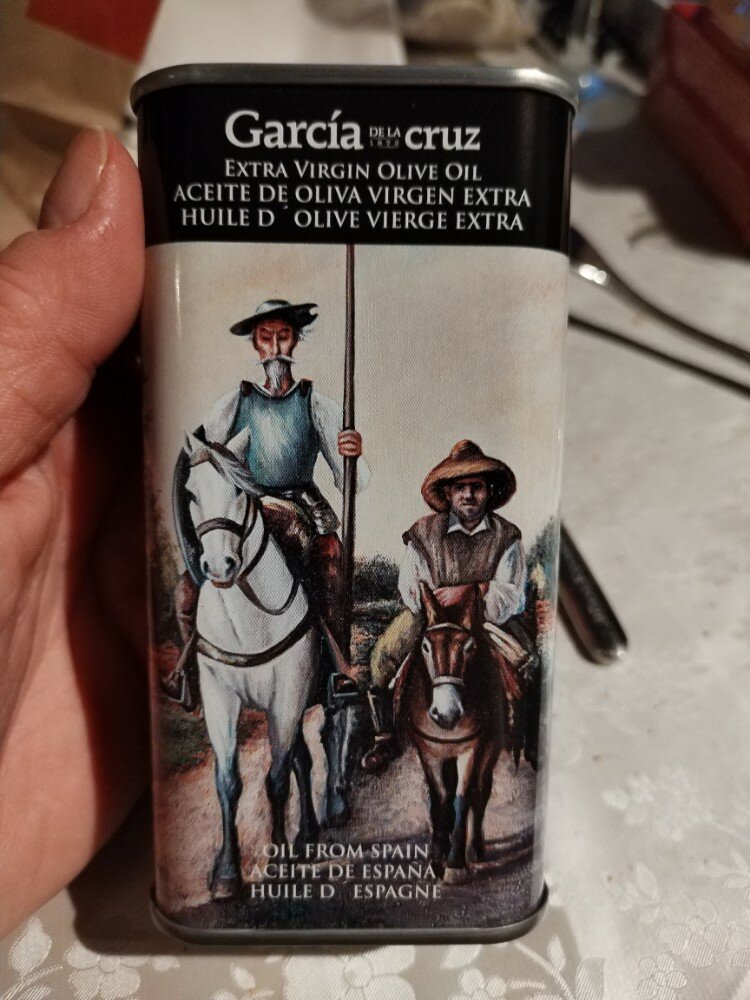 García DE LA 1872 cruz
EXTRA VIRGIN OLIVE OIL
ACEITE DE OLIVA VIRGEN EXTRA
HUILE D´OLIVE VIERGE EXTRA
OIL FROM SPAIN
ACEITE DE ESPAÑA
HUILE D´ESPAGNE